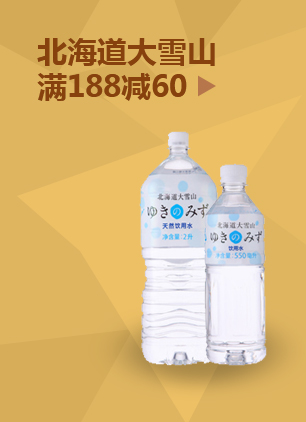 北海道大雪山
满188减60
北海道大雪山
ゆきのみず
天然饮用水
净含量:2升
北海道大雪山
ゆきのみず
饮用水
净含量:550毫升